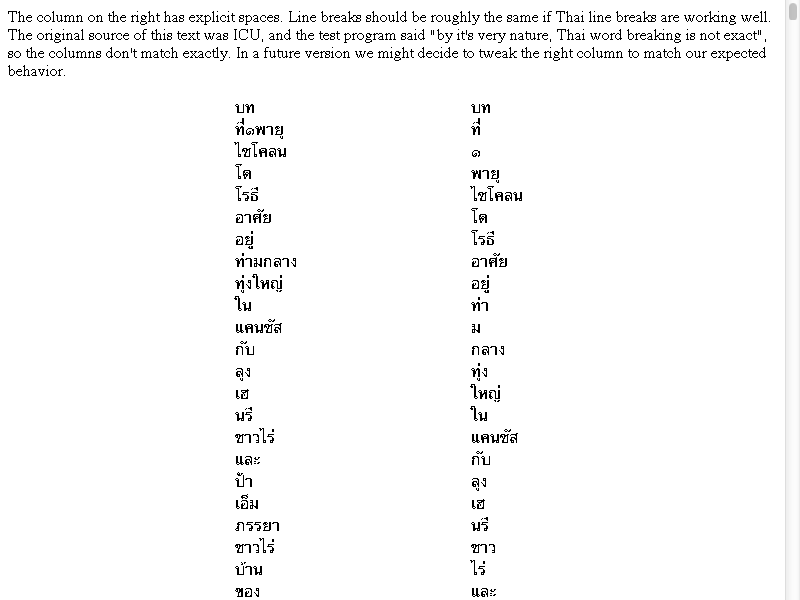 The column on the right has explicit spaces. Line breaks should be roughly the same if Thai line breaks are working well.
The original source of this text was ICU, and the test program said "by it's very nature, Thai word breaking is not exact",
so the columns don't match exactly. In a future version we might decide to tweak the right column to match our expected
behavior.
บท
ที่๑พายุ
ไซโคลน
โด
โรธี
อาศัย
อยู่
ท่ามกลาง
ทุ่งใหญ่
ใน
แคนซัส
กับ
ลุง
เฮ
นรี
ชาวไร่
และ
ป้า
เอ็ม
ภรรยา
ชาวไร่
บ้าน
ของ
บท
ที่
๑
พายุ
ไซโคลน
โด
โรธี
อาศัย
อยู่
ท่า
ม
กลาง
ทุ่ง
ใหญ่
ใน
แคนซัส
กับ
ลุง
เฮ
นรี
ชาว
ไร่
และ